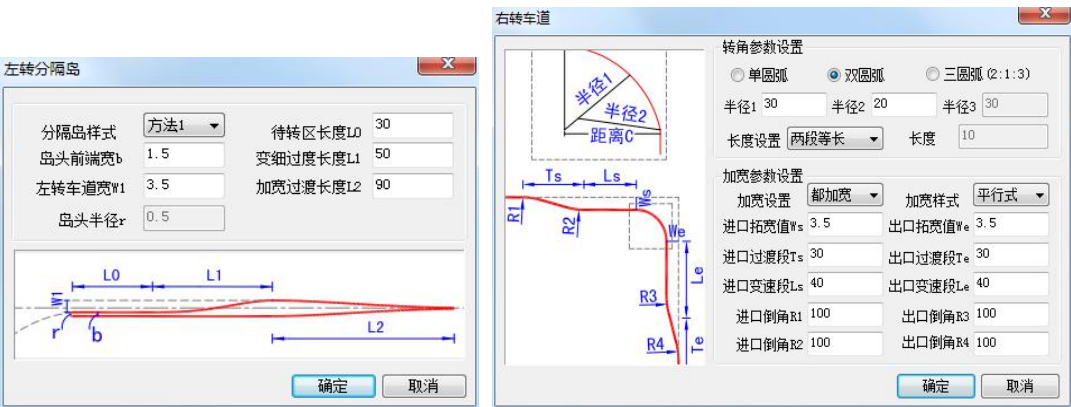 左转分隔岛
分隔岛样式 方法1 待转区长度L0 30
岛头前端宽b 1.5 变细过度长度L1 50
左转车道宽W1 3.5 加宽过渡长度L2 90
岛头半径r 0.5
L0 L1
W1
r b L2
确定 取消
右转车道
半径1
半径2
距离C
Ts Ls
Ws
R1 R2
We
Le
R3
R4 Te
转角参数设置
单圆弧 双圆弧 三圆弧(2:1:3)
半径1 30 半径2 20 半径3 30
长度设置 两段等长 长度 10
加宽参数设置
加宽设置 都加宽 加宽样式 平行式
进口拓宽值Ws 3.5 出口拓宽值We 3.5
进口过渡段Ts 30 出口过渡段Te 30
进口变速段Ls 40 出口变速段Le 40
进口倒角R1 100 出口倒角R3 100
进口倒角R2 100 出口倒角R4 100
确定 取消